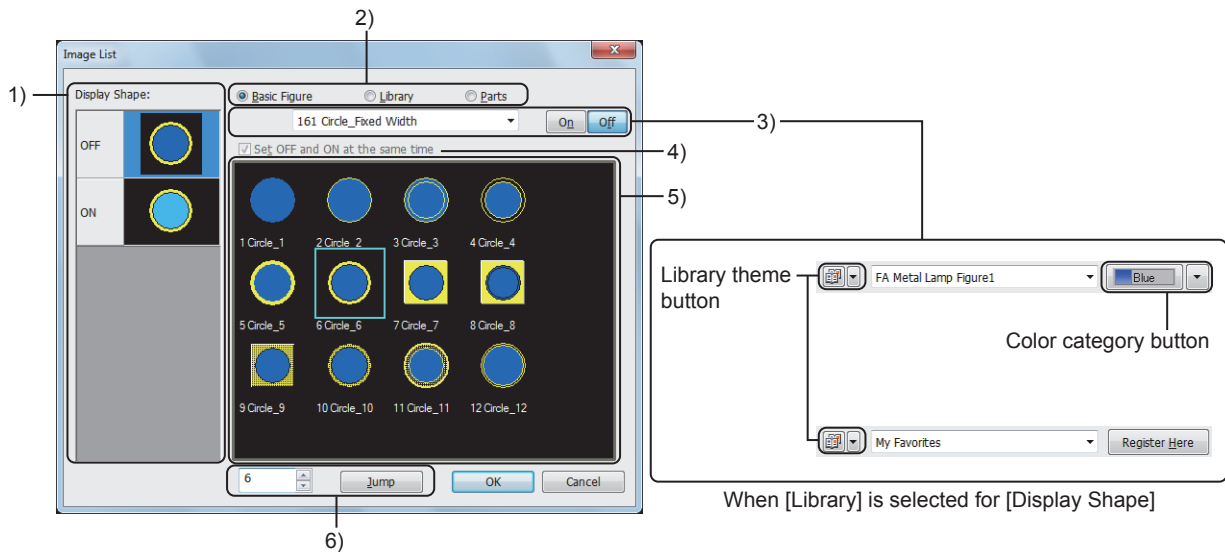 2)
Image List
1)
Display Shape:
Basic Figure
Library
Parts
161 Circle_Fixed Width
On
Off
3)
OFF
Set OFF and ON at the same time
4)
5)
ON
1 Circle_1
2 Circle_2
3 Circle_3
4 Circle_4
5 Circle_5
6 Circle_6
7 Circle_7
8 Circle_8
9 Circle_9
10 Circle_10
11 Circle_11
12 Circle_12
6
Jump
OK
Cancel
6)
Library theme
button
FA Metal Lamp Figure1
Blue
Color category button
My Favorites
Register Here
When [Library] is selected for [Display Shape]